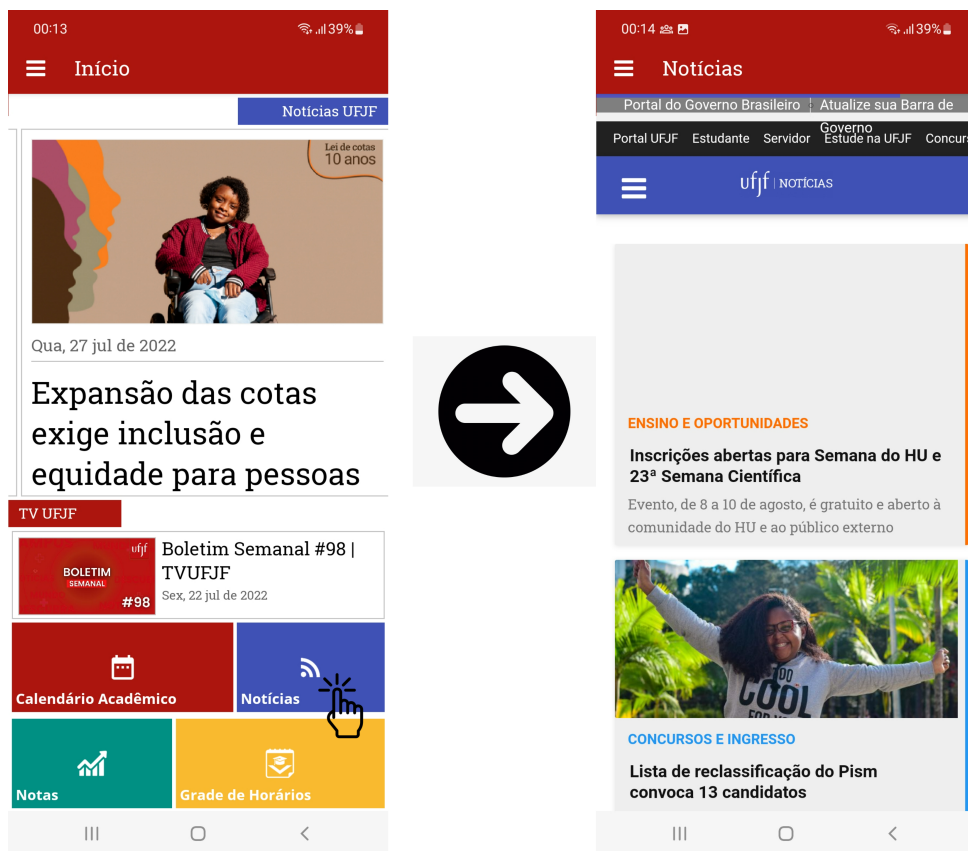 00:13
39%
Início
Notícias UFJF
Lei de cotas
10 anos
Qua, 27 jul de 2022
Expansão das cotas
exige inclusão e
equidade para pessoas
TV UFJF
ufjf
BOLETIM
SEMANAL
#98
Boletim Semanal #98 |
TVUFJF
Sex, 22 jul de 2022
Calendário Acadêmico
Notícias
Notas
Grade de Horários
00:14
39%
Notícias
Portal do Governo Brasileiro
Atualize sua Barra de
Governo
Portal UFJF Estudante Servidor Estude na UFJF Concurs
ufjf | NOTÍCIAS
ENSINO E OPORTUNIDADES
Inscrições abertas para Semana do HU e
23ª Semana Científica
Evento, de 8 a 10 de agosto, é gratuito e aberto à
comunidade do HU e ao público externo
TOO
COOL
FOR
CONCURSOS E INGRESSO
Lista de reclassificação do Pism
convoca 13 candidatos